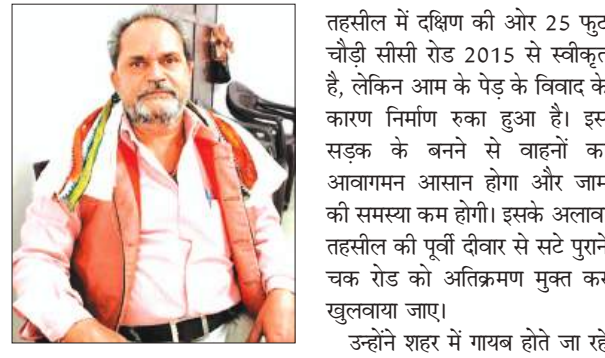 तहसील में दक्षिण की ओर 25 फुट
चौड़ी सीसी रोड 2015 से स्वीकृत
है, लेकिन आम के पेड़ के विवाद के
कारण निर्माण रुका हुआ है। इस
सड़क के बनने से वाहनों का
आवागमन आसान होगा और जाम
की समस्या कम होगी। इसके अलावा
तहसील की पूर्वी दीवार से सटे पुराने
चक रोड को अतिक्रमण मुक्त कर
खुलवाया जाए।
उन्होंने शहर में गायब होते जा रहे